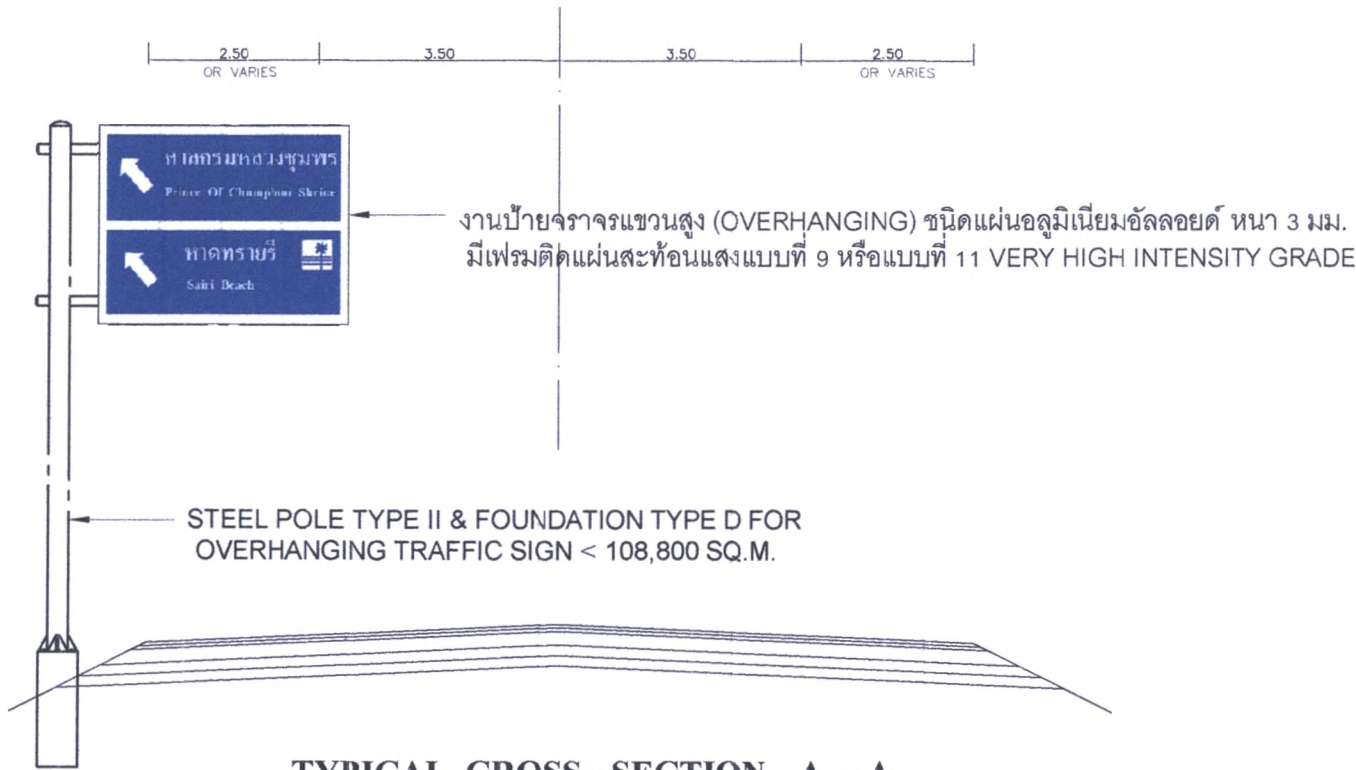 2.50 3.50 3.50 2.50
OR VARIES OR VARIES
ศาลกรมหลวงชุมพร
Prince Of Chumphon Shrine
หาดทรายรี
Sairi Beach
งานป้ายจราจรแขวนสูง (OVERHANGING) ชนิดแผ่นอลูมิเนียมอัลลอยด์ หนา 3 มม.
มีเฟรมติดแผ่นสะท้อนแสงแบบที่ 9 หรือแบบที่ 11 VERY HIGH INTENSITY GRADE
STEEL POLE TYPE II & FOUNDATION TYPE D FOR
OVERHANGING TRAFFIC SIGN < 108,800 SQ.M.
TYPICAL CROSS SECTION A - A